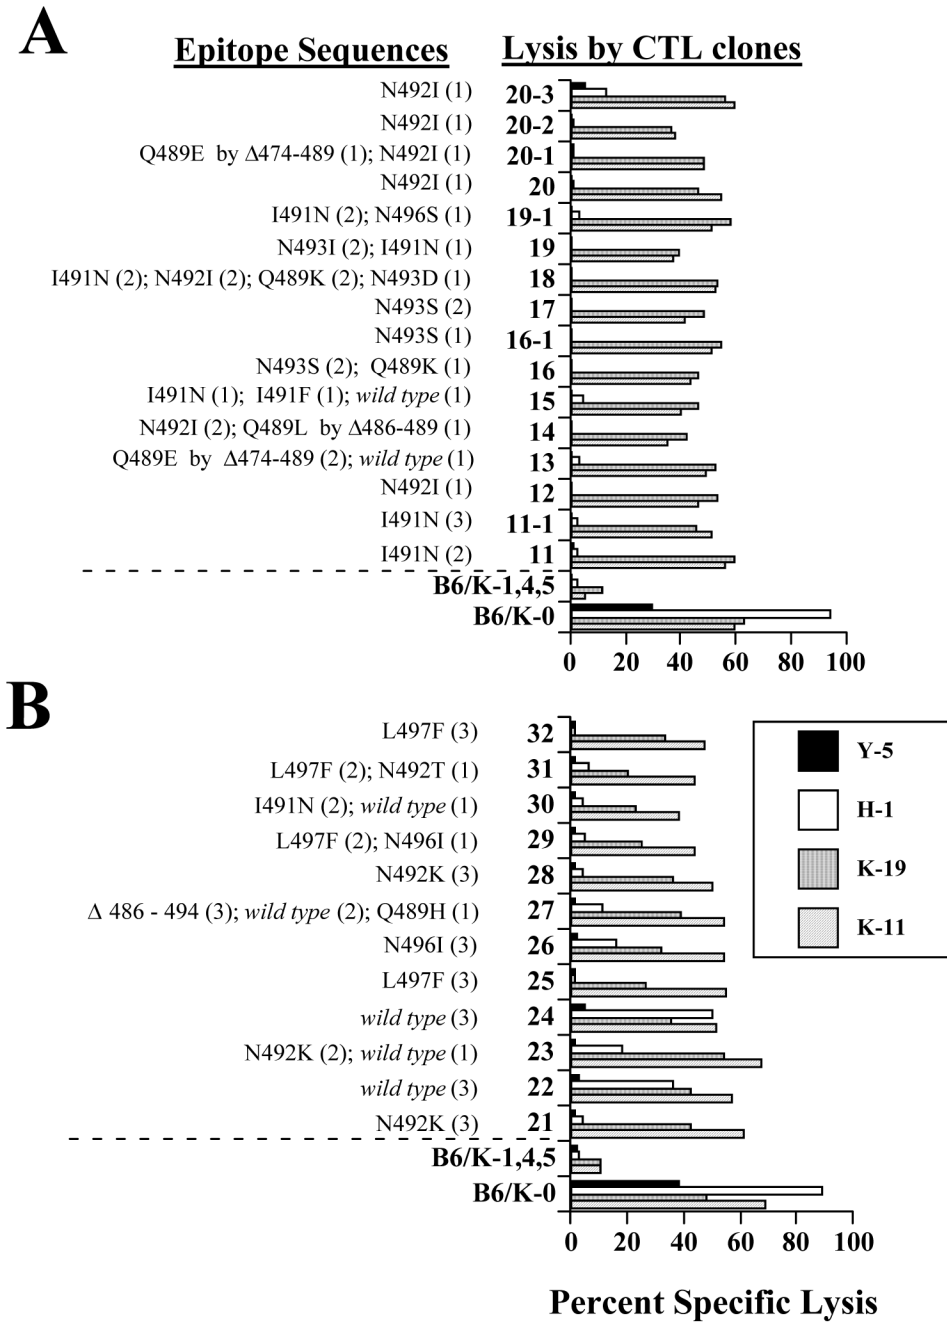 A
Epitope Sequences Lysis by CTL clones
N492I (1) 20-3
N492I (1) 20-2
Q489E by Δ474-489 (1); N492I (1) 20-1
N492I (1) 20
I491N (2); N496S (1) 19-1
N493I (2); I491N (1) 19
I491N (2); N492I (2); Q489K (2); N493D (1) 18
N493S (2) 17
N493S (1) 16-1
N493S (2); Q489K (1) 16
I491N (1); I491F (1); wild type (1) 15
N492I (2); Q489L by Δ486-489 (1) 14
Q489E by Δ474-489 (2); wild type (1) 13
N492I (1) 12
I491N (3) 11-1
I491N (2) 11
B6/K-1,4,5
B6/K-0
0 20 40 60 80 100
B
L497F (3) 32
L497F (2); N492T (1) 31
I491N (2); wild type (1) 30
L497F (2); N496I (1) 29
N492K (3) 28
Δ 486 - 494 (3); wild type (2); Q489H (1) 27
N496I (3) 26
L497F (3) 25
wild type (3) 24
N492K (2); wild type (1) 23
wild type (3) 22
N492K (3) 21
B6/K-1,4,5
B6/K-0
0 20 40 60 80 100
Percent Specific Lysis
Y-5
H-1
K-19
K-11